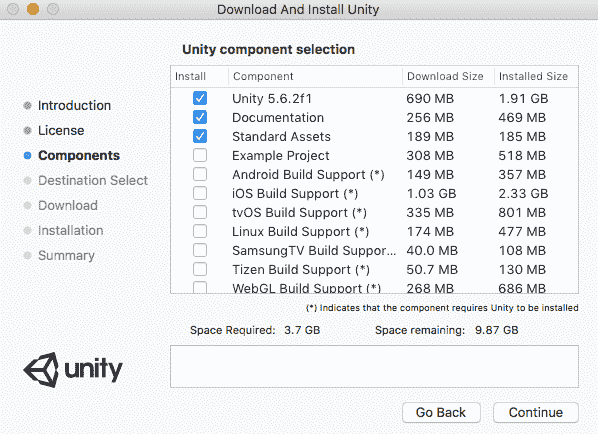 Download And Install Unity
Unity component selection
Introduction
License
Components
Destination Select
Download
Installation
Summary
Install Component Download Size Installed Size
Unity 5.6.2f1 690 MB 1.91 GB
Documentation 256 MB 469 MB
Standard Assets 189 MB 185 MB
Example Project 308 MB 518 MB
Android Build Support (*) 149 MB 357 MB
iOS Build Support (*) 1.03 GB 2.33 GB
tvOS Build Support (*) 335 MB 801 MB
Linux Build Support (*) 174 MB 477 MB
SamsungTV Build Suppor... 40.0 MB 108 MB
Tizen Build Support (*) 50.7 MB 130 MB
WebGL Build Support (*) 268 MB 686 MB
(*) Indicates that the component requires Unity to be installed
Space Required: 3.7 GB Space remaining: 9.87 GB
unity
Go Back Continue